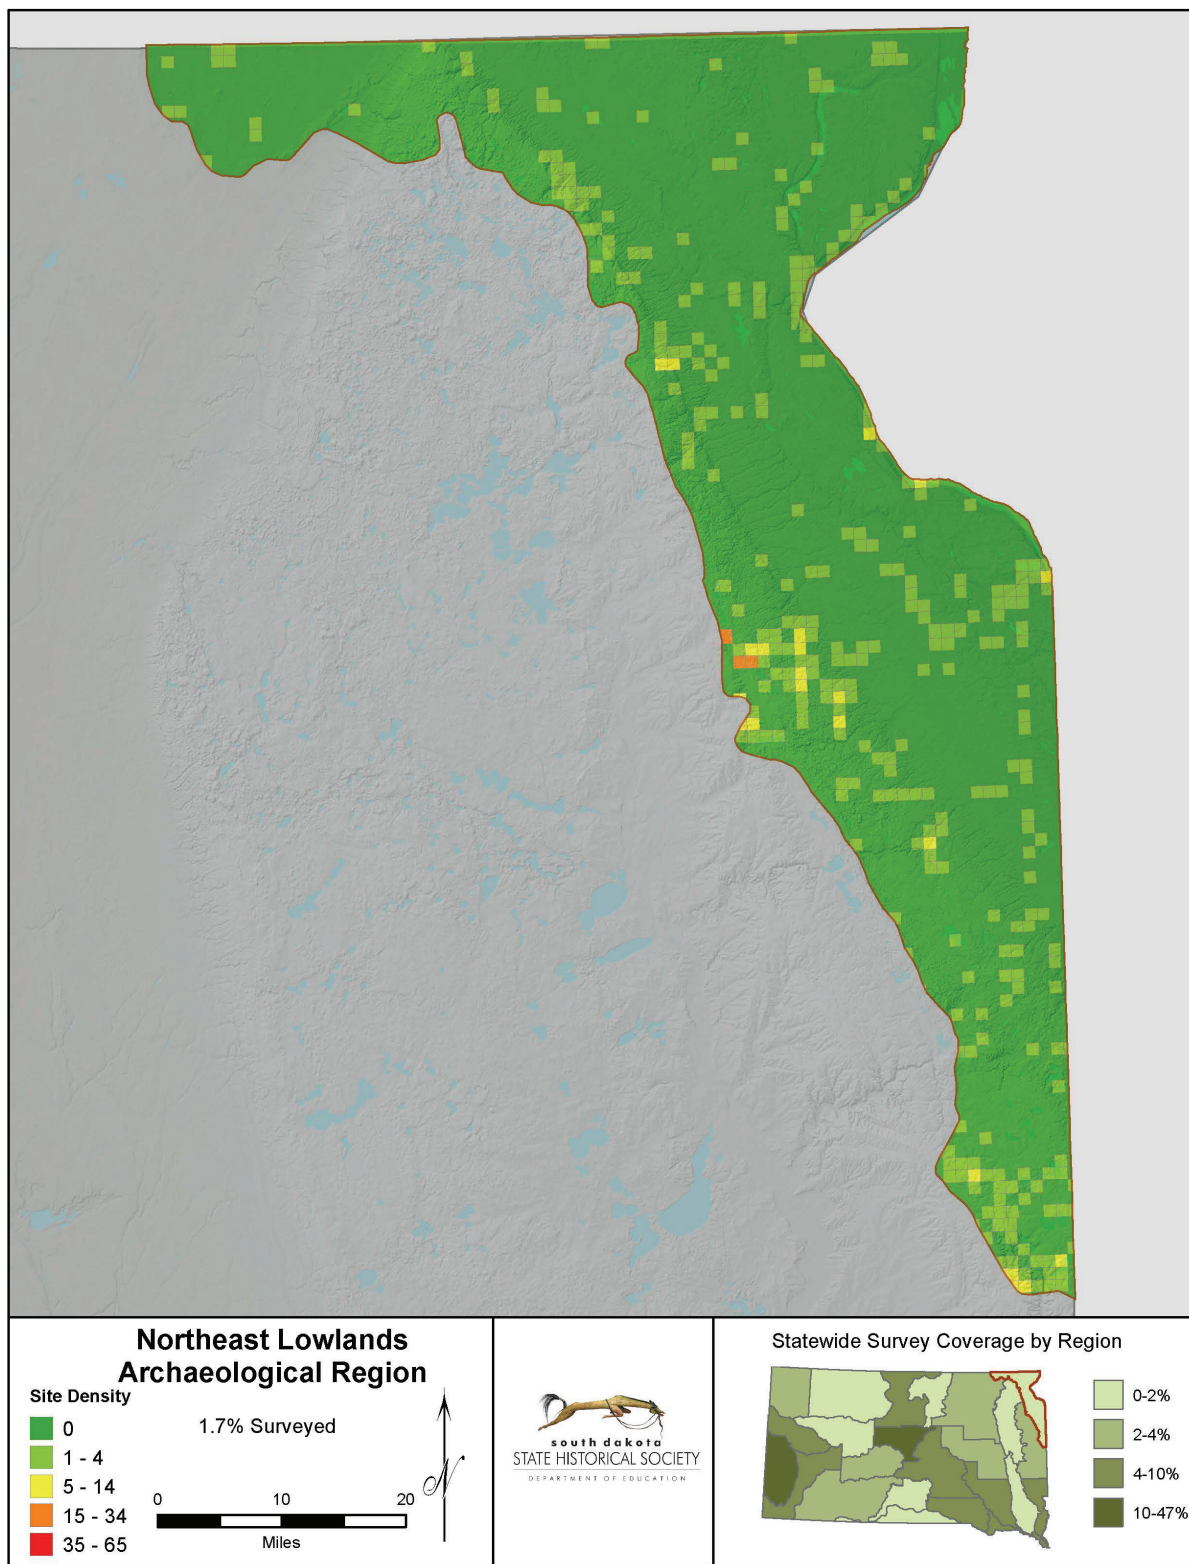 Northeast Lowlands
Archaeological Region
Site Density
0
1 - 4
5 - 14
15 - 34
35 - 65
1.7% Surveyed
0 10 20
Miles
N
south dakota
STATE HISTORICAL SOCIETY
DEPARTMENT OF EDUCATION
Statewide Survey Coverage by Region
0-2%
2-4%
4-10%
10-47%